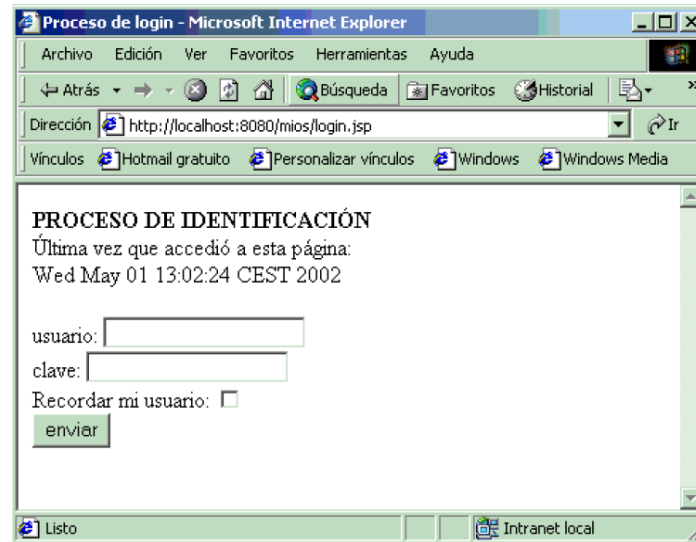 Proceso de login - Microsoft Internet Explorer
Archivo Edición Ver Favoritos Herramientas Ayuda
Atrás Búsqueda Favoritos Historial »
Dirección http://localhost:8080/mios/login.jsp Ir
Vínculos Hotmail gratuito Personalizar vínculos Windows Windows Media
PROCESO DE IDENTIFICACIÓN
Última vez que accedió a esta página:
Wed May 01 13:02:24 CEST 2002
usuario:
clave:
Recordar mi usuario:
enviar
Listo Intranet local